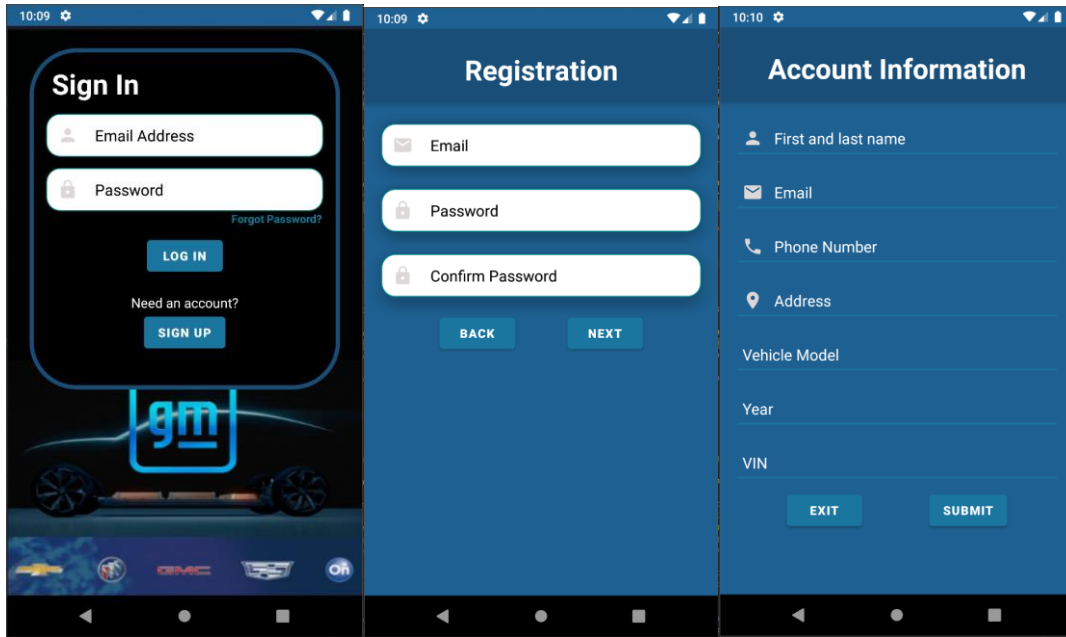 10:09
Sign In
Email Address
Password
Forgot Password?
LOG IN
Need an account?
SIGN UP
gm
GMC
On
10:09
Registration
Email
Password
Confirm Password
BACK
NEXT
10:10
Account Information
First and last name
Email
Phone Number
Address
Vehicle Model
Year
VIN
EXIT
SUBMIT